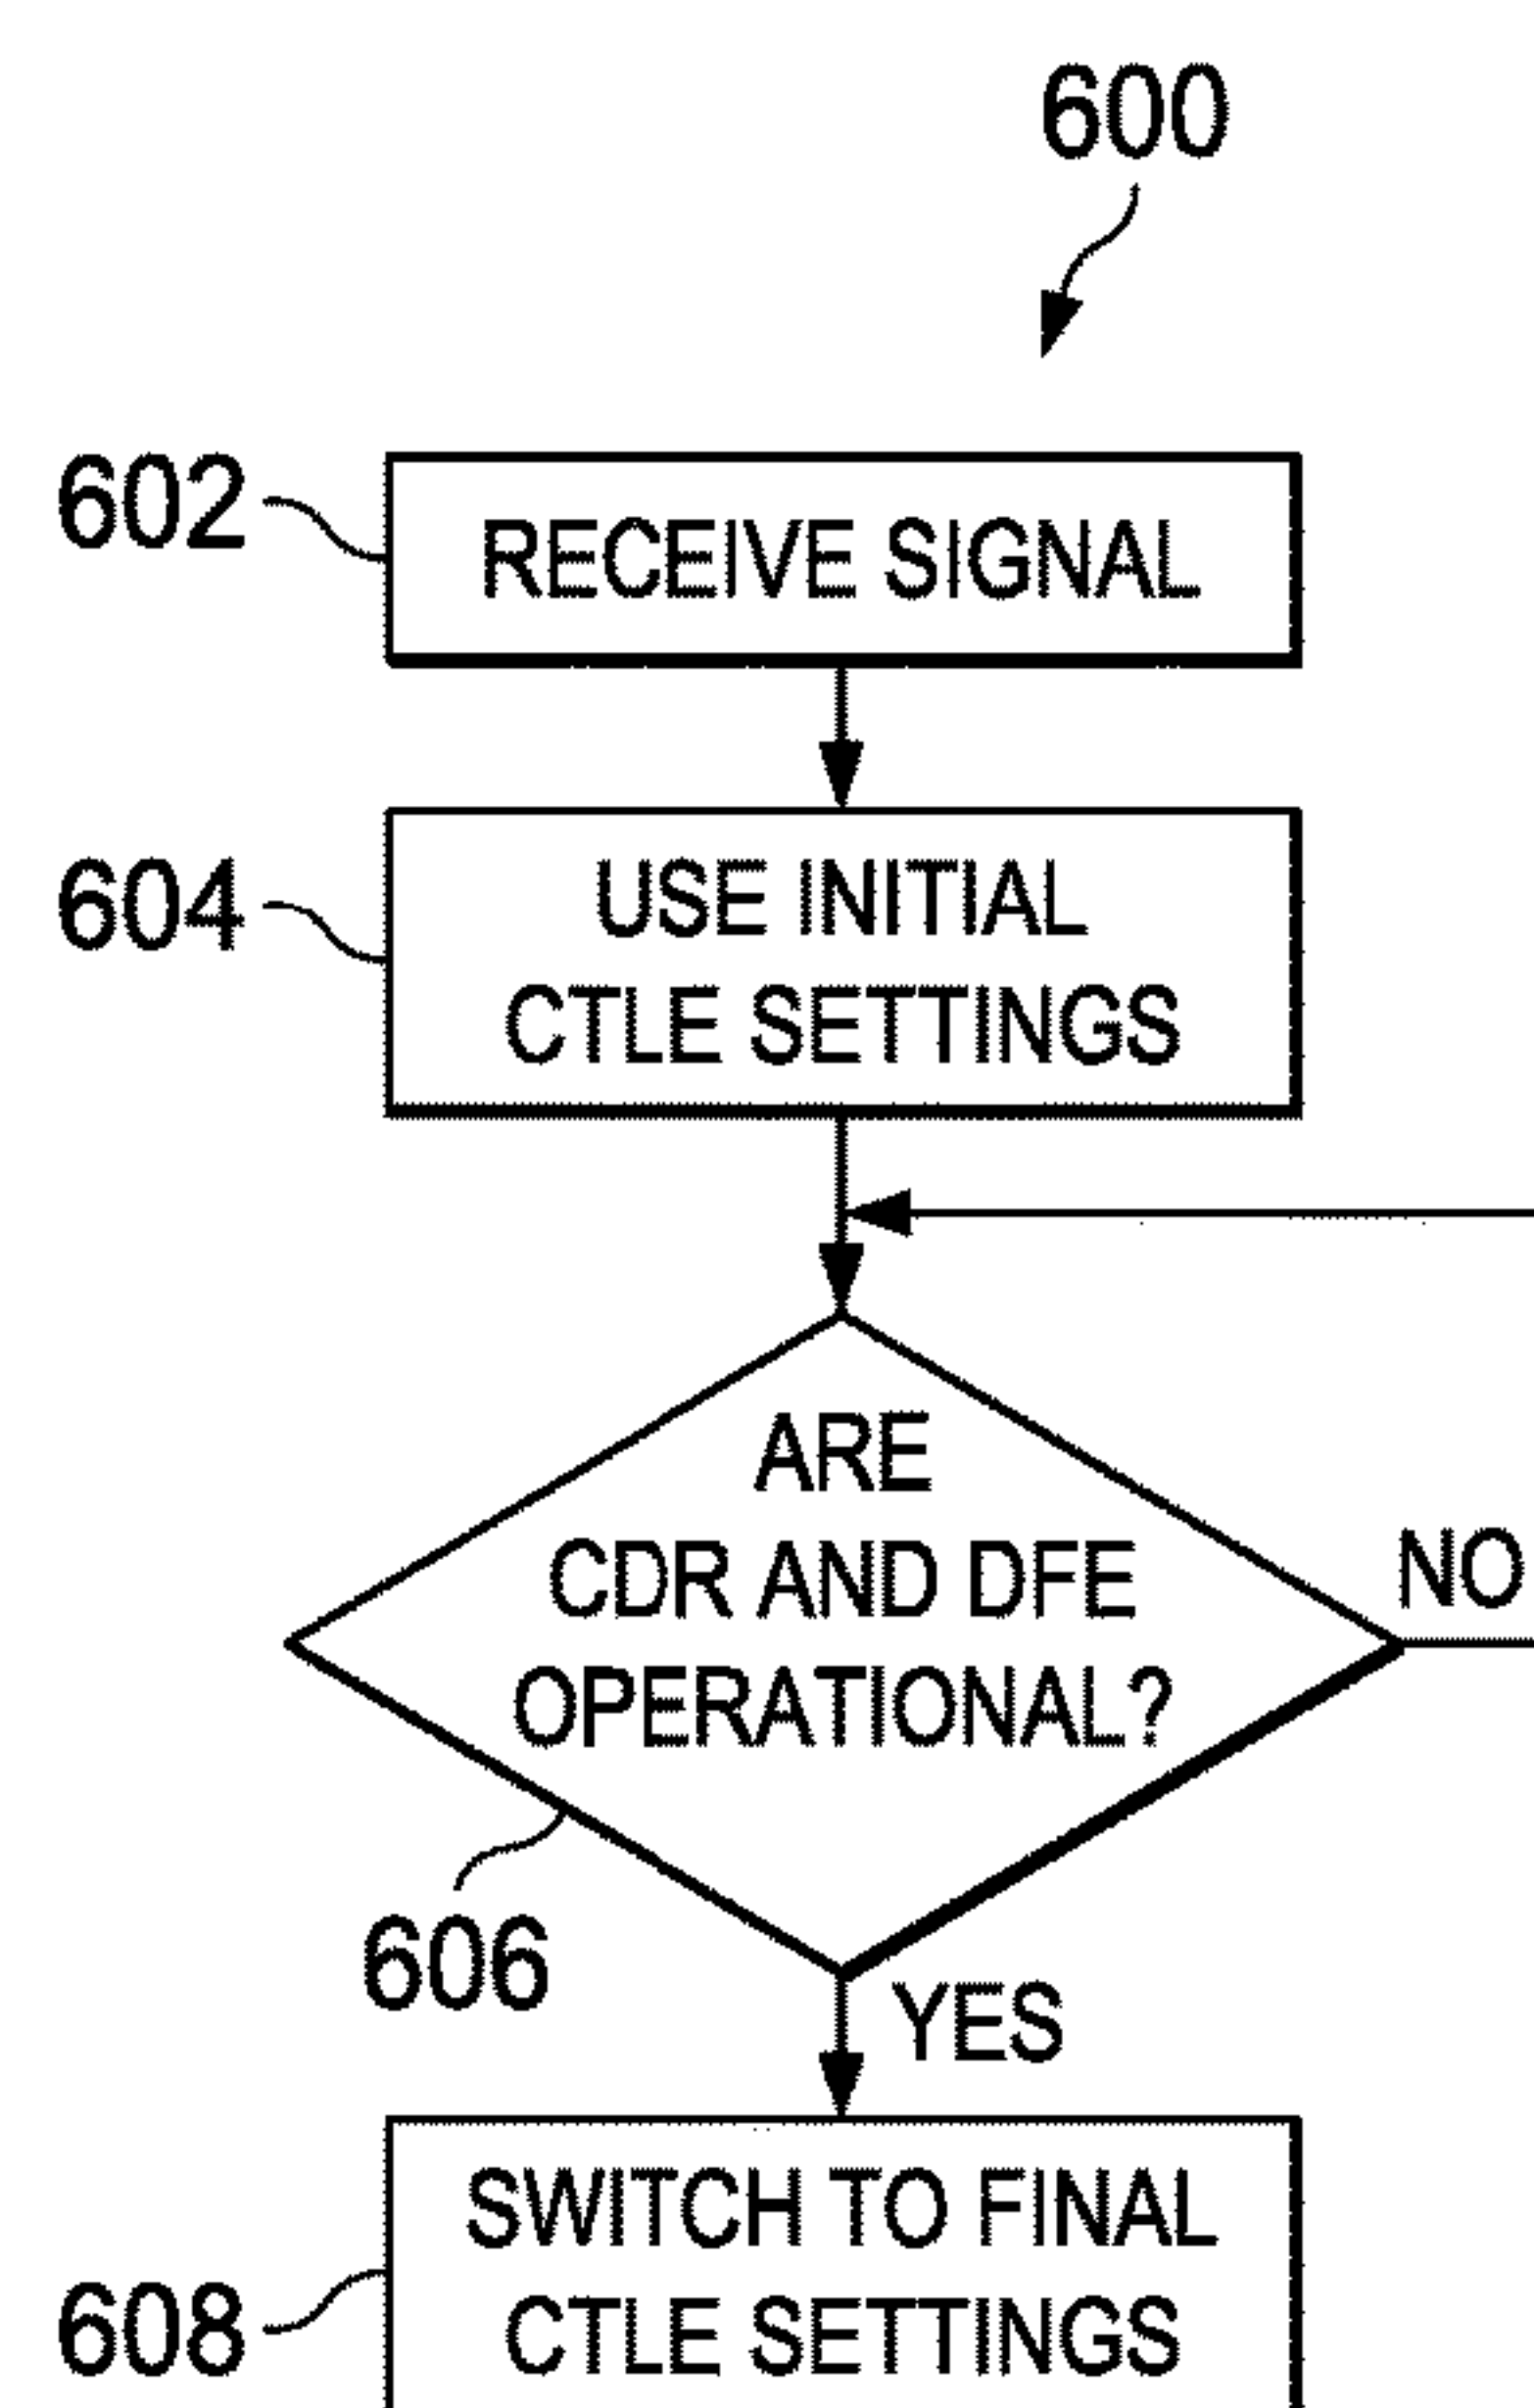 600
602
RECEIVE SIGNAL
604
USE INITIAL
CTLE SETTINGS
ARE
CDR AND DFE
OPERATIONAL?
NO
606
YES
608
SWITCH TO FINAL
CTLE SETTINGS